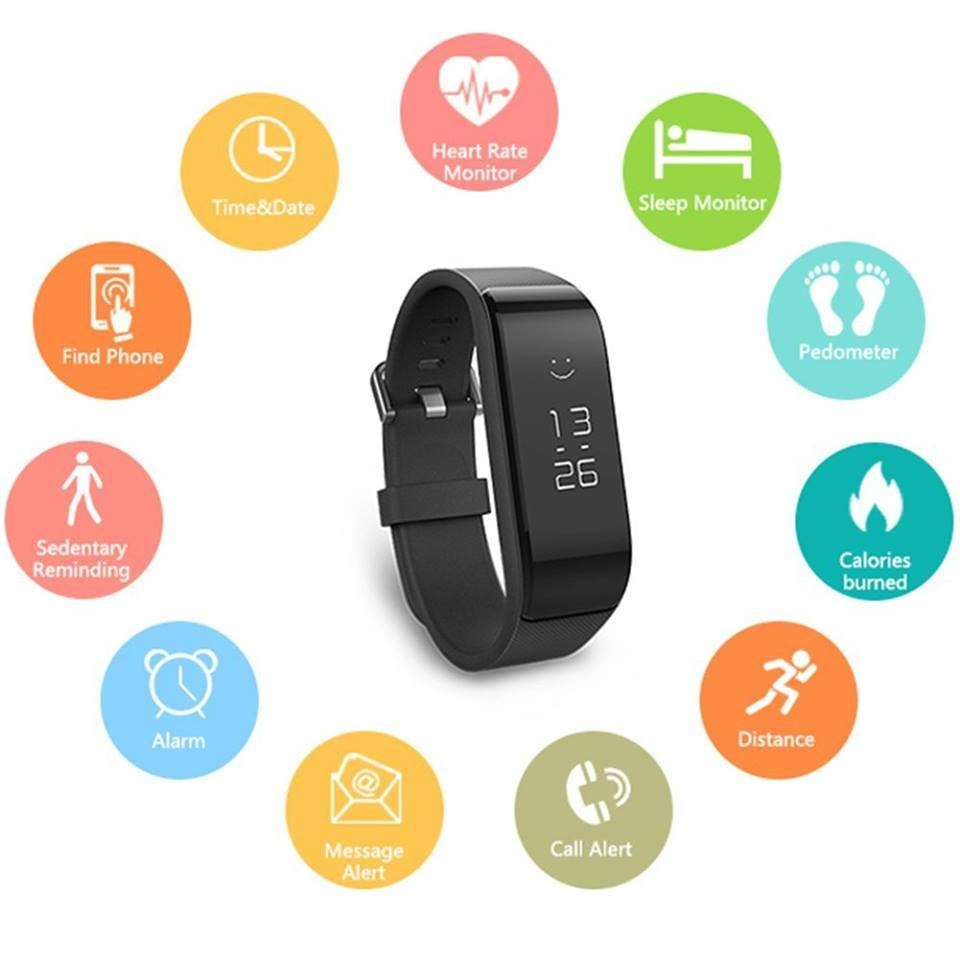 Heart Rate
Monitor
Time&Date
Sleep Monitor
Find Phone
Pedometer
13
26
Sedentary
Reminding
Calories
burned
Alarm
Distance
Message
Alert
Call Alert
@